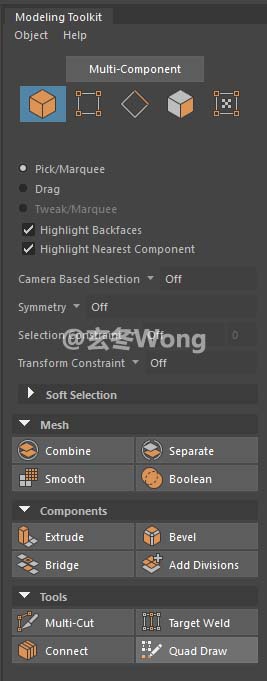 Modeling Toolkit
Object Help
Multi-Component
Pick/Marquee
Drag
Tweak/Marquee
Highlight Backfaces
Highlight Nearest Component
Camera Based Selection Off
Symmetry Off
Selection Constraint Off 0
@玄冬Wong
Transform Constraint Off
Soft Selection
Mesh
Combine Separate
Smooth Boolean
Components
Extrude Bevel
Bridge Add Divisions
Tools
Multi-Cut Target Weld
Connect Quad Draw